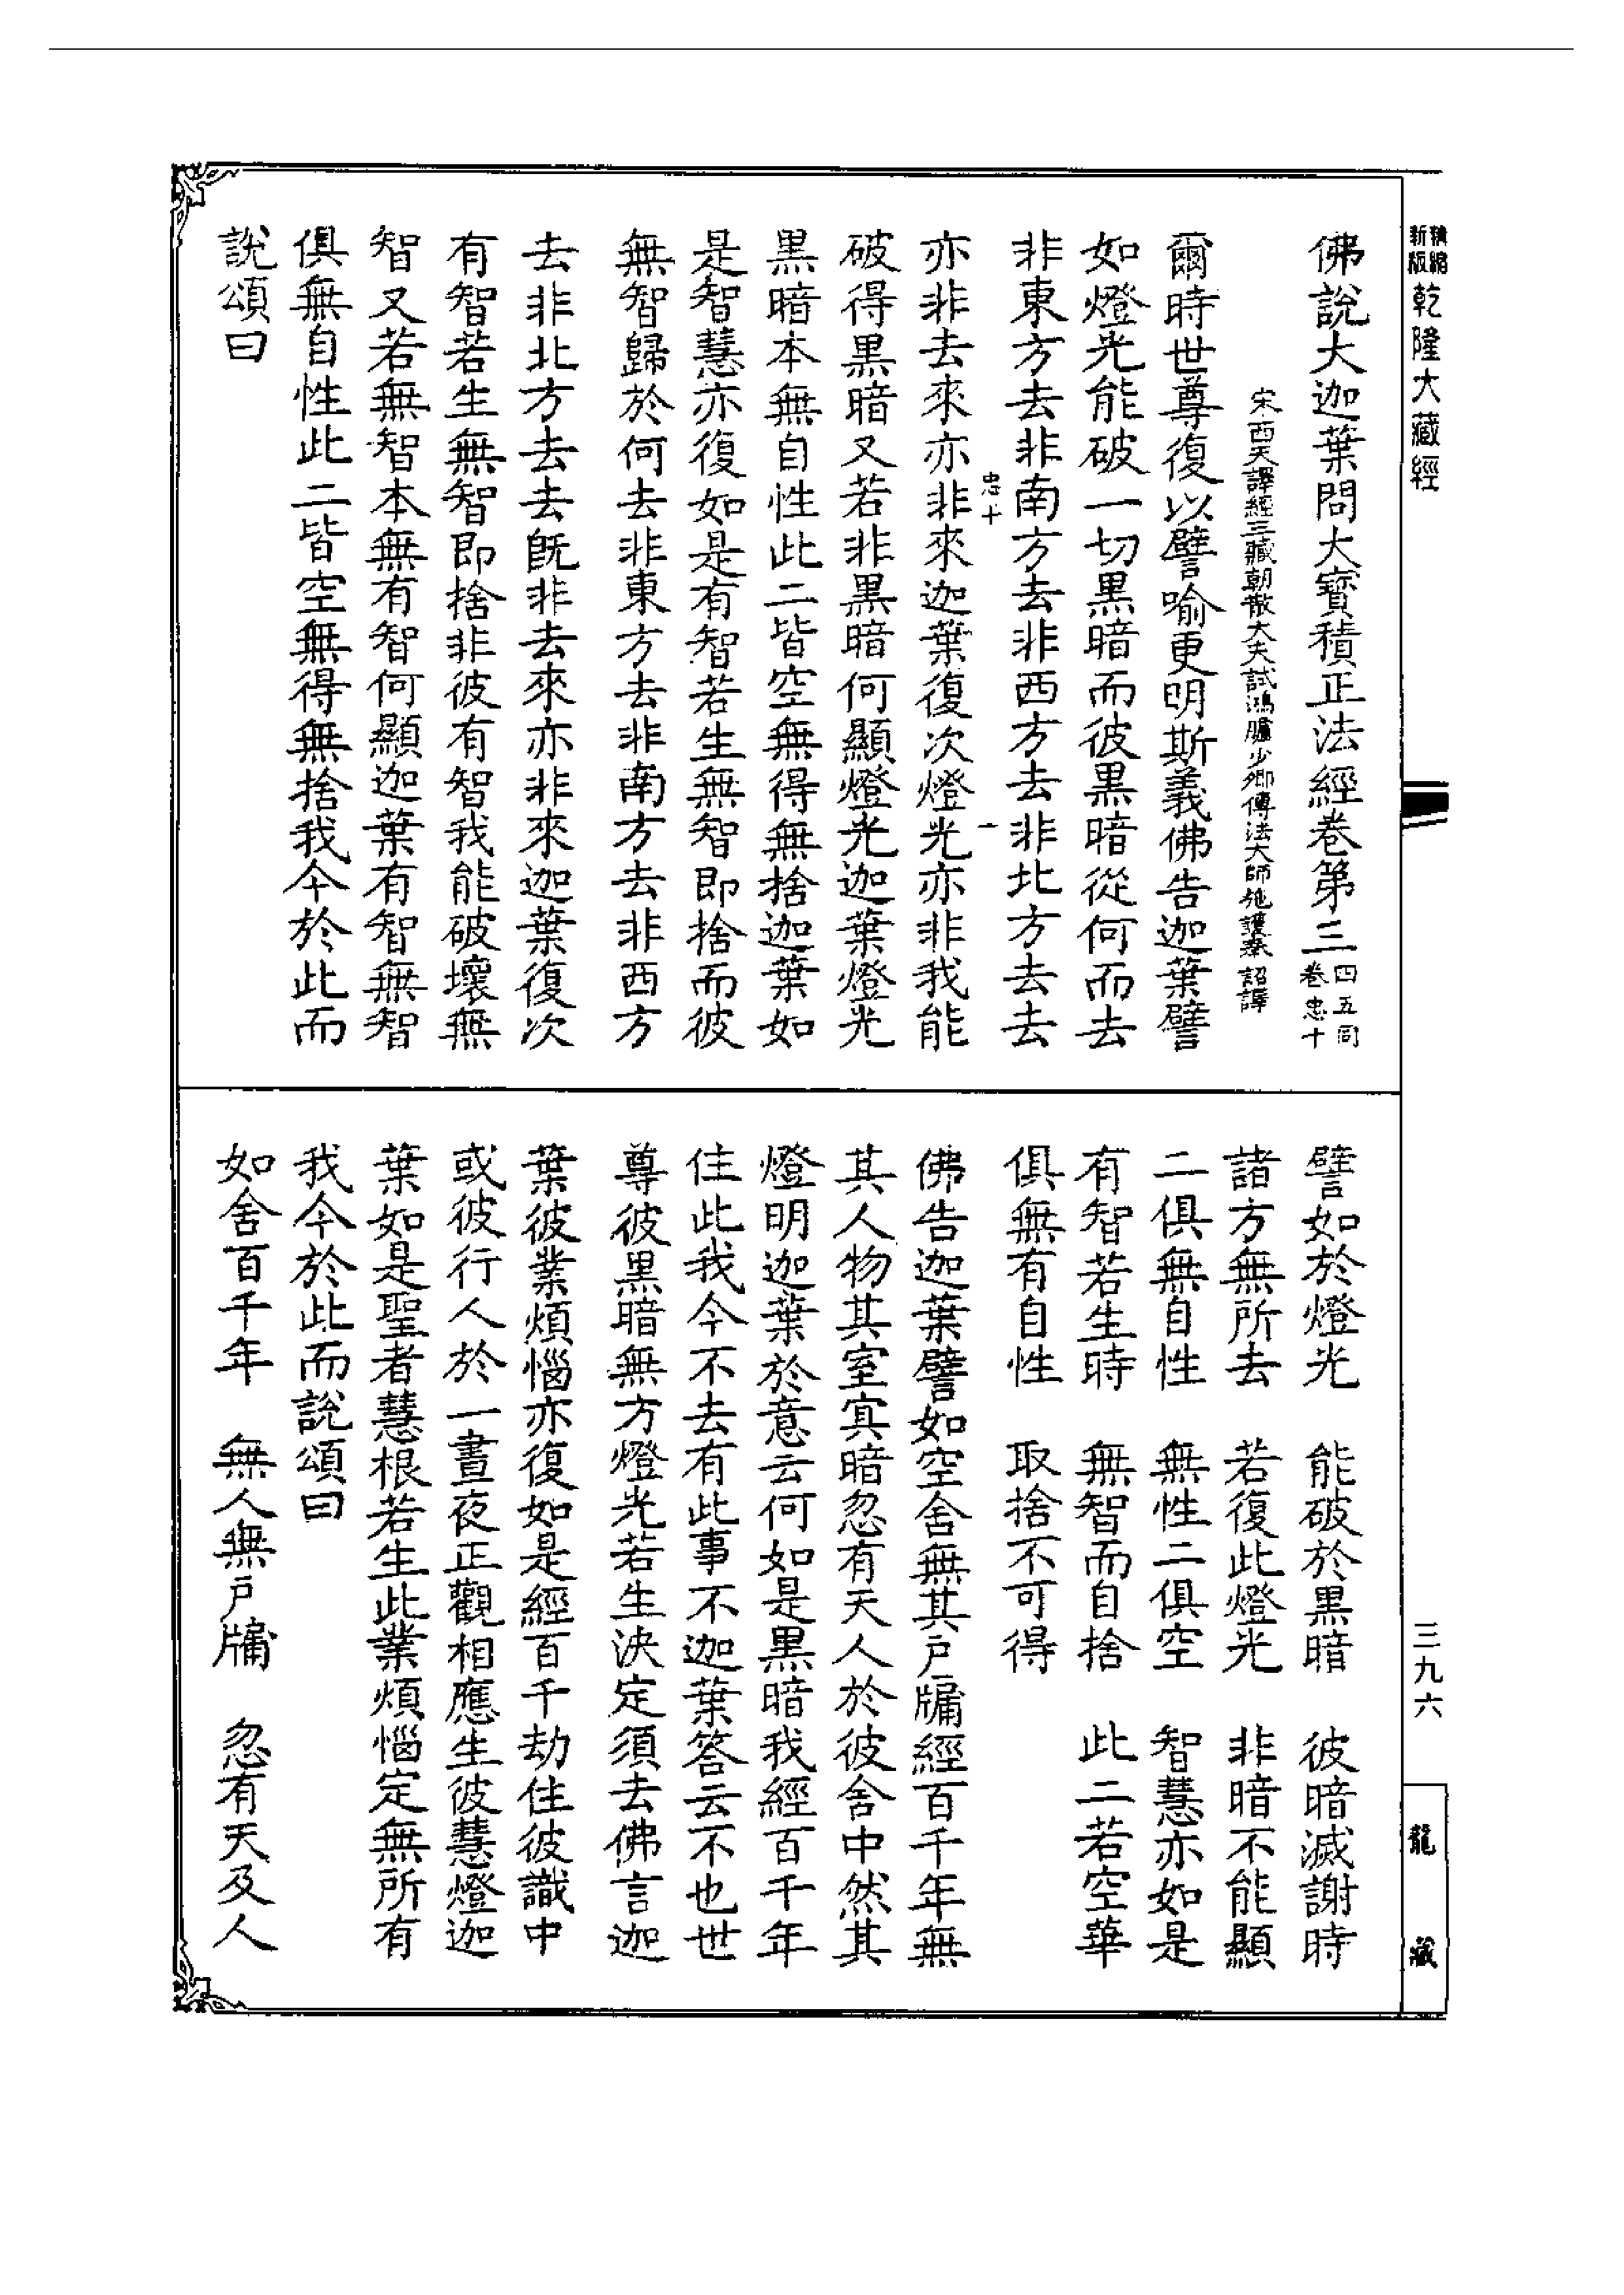 新版精縮
乾隆大藏經
佛說大迦葉問大寶積正法經卷第三四五同卷忠十
宋西天譯經三藏朝散大夫試鴻臚少卿傳法大師施護奉 詔譯
爾時世尊復以譬喻更明斯義佛告迦葉譬
如燈光能破一切黑暗而彼黑暗從何而去
非東方去非南方去非西方去非北方去去
忠十 一
亦非去來亦非來迦葉復次燈光亦非我能
破得黑暗又若非黑暗何顯燈光迦葉燈光
黑暗本無自性此二皆空無得無捨迦葉如
是智慧亦復如是有智若生無智即捨而彼
無智歸於何去非東方去非南方去非西方
去非北方去去旣非去來亦非來迦葉復次
有智若生無智即捨非彼有智我能破壞無
智又若無智本無有智何顯迦葉有智無智
俱無自性此二皆空無得無捨我今於此而
說頌曰
譬如於燈光 能破於黑暗 彼暗滅謝時
諸方無所去 若復此燈光 非暗不能顯
二俱無自性 無性二俱空 智慧亦如是
有智若生時 無智而自捨 此二若空華
俱無有自性 取捨不可得
佛告迦葉譬如空舍無其戶牖經百千年無
其人物其室寘暗忽有天人於彼舍中然其
燈明迦葉於意云何如是黑暗我經百千年
住此我今不去有此事不迦葉答云不也世
尊彼黑暗無方燈光若生決定須去佛言迦
葉彼業煩惱亦復如是經百千劫住彼識中
或彼行人於一晝夜正觀相應生彼慧燈迦
葉如是聖者慧根若生此業煩惱定無所有
我今於此而說頌曰
如舍百千年 無人無戶牖 忽有天及人
三九六
龍藏